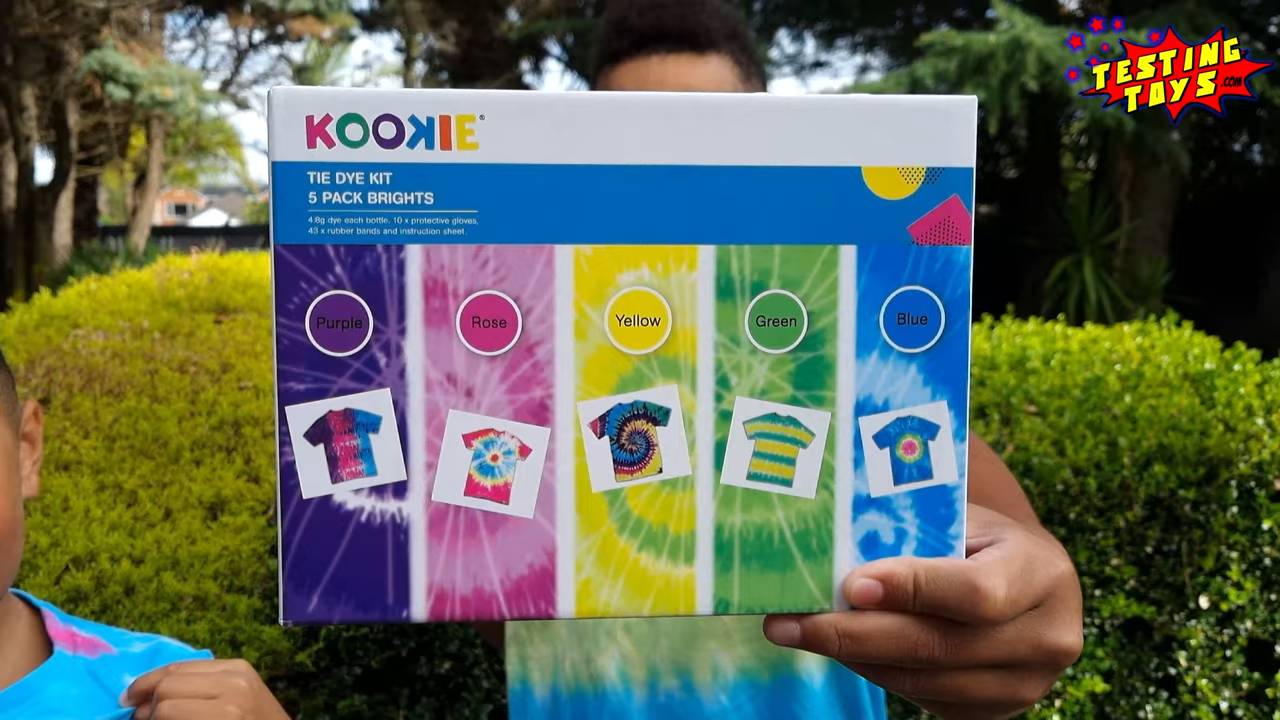 TESTING
TOYS.com
KOOKIE®
TIE DYE KIT
5 PACK BRIGHTS
4.8g dye each bottle, 10 x protective gloves,
43 x rubber bands and instruction sheet.
Purple Rose Yellow Green Blue